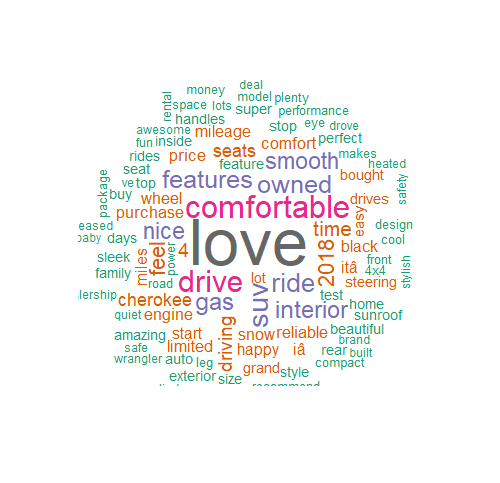 deal
money
model plenty
rental
space lots
super
performance
handles
stop
eye
drove
awesome
mileage
perfect
fun
inside
seats
comfort
makes
rides
price
feature
smooth
heated
seat
features
owned
bought
safety
package
ve
top
buy
wheel
comfortable
drives
purchase
easy
time
design
nice
love
baby
days
feel
4
2018
black
cool
sleek
miles
power
itâ
front
family
drive
lot
ride
4x4
stylish
road
suv
steering
cherokee
gas
interior
test
home
quiet
engine
sunroof
amazing
start
driving
snow
reliable
beautiful
safe
limited
happy
iâ
rear
brand
wrangler
auto
leg
built
grand
compact
exterior
size
style